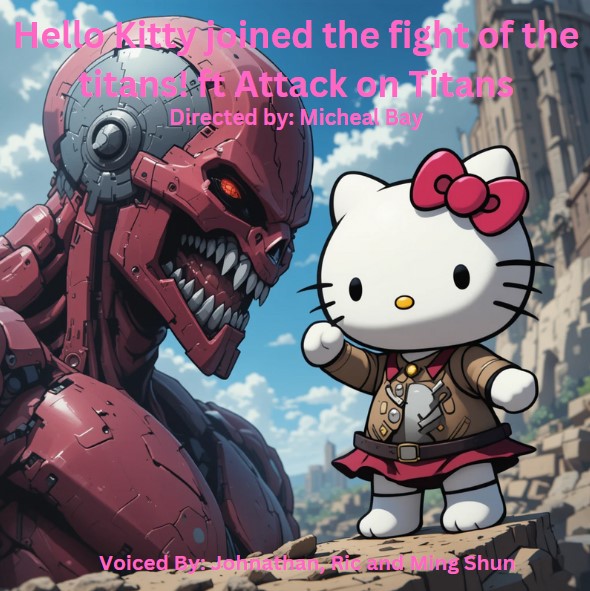 Hello Kitty joined the fight of the
titans! ft Attack on Titans
Directed by: Micheal Bay
Voiced By: Johnathan, Ric and Ming Shun